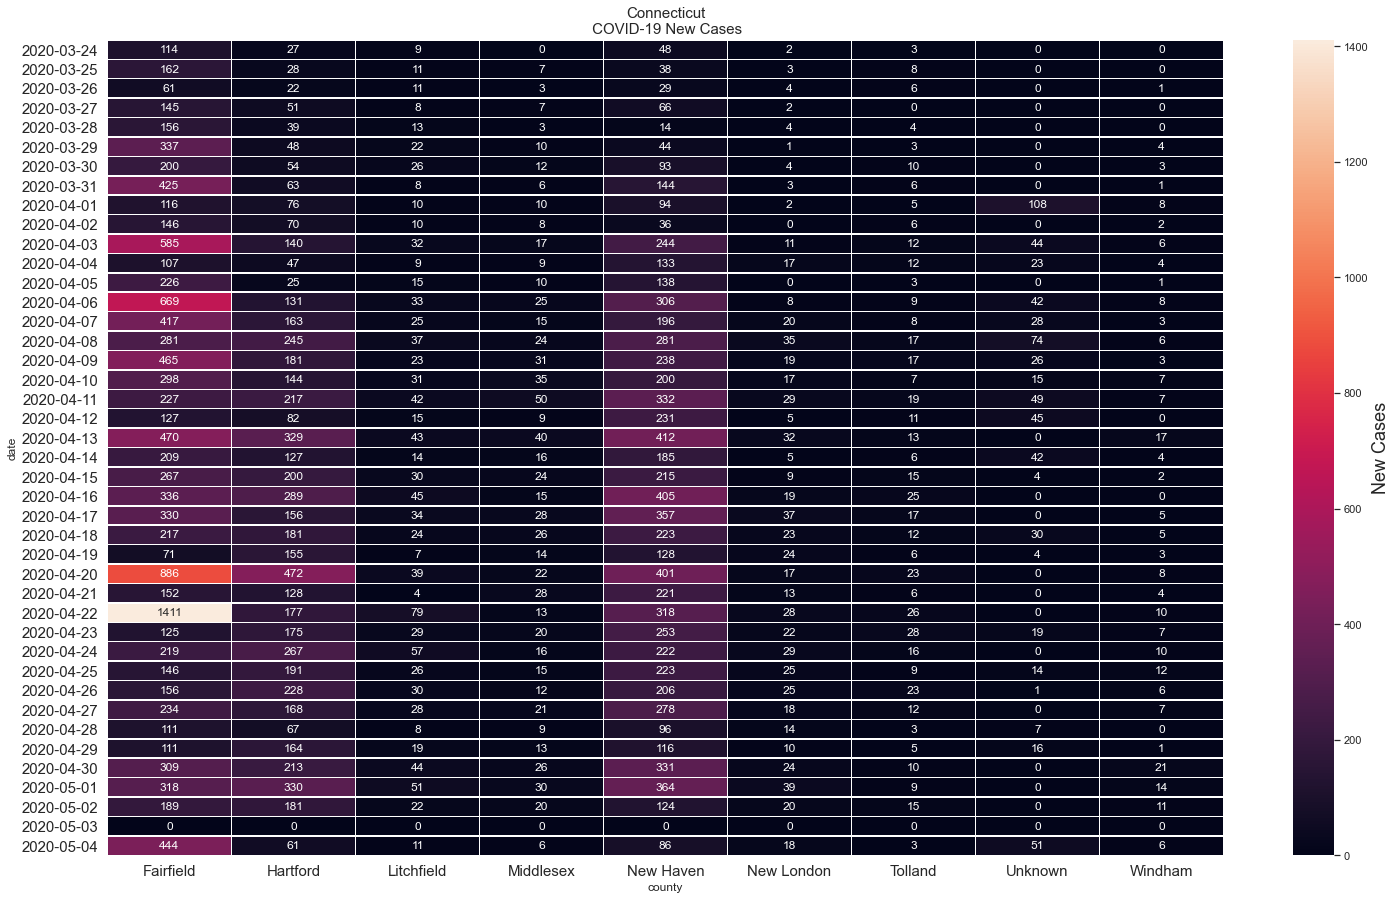 Connecticut
COVID-19 New Cases
2020-03-24 114 27 9 0 48 2 3 0 0
2020-03-25 162 28 11 7 38 3 8 0 0
2020-03-26 61 22 11 3 29 4 6 0 1
2020-03-27 145 51 8 7 66 2 0 0 0
2020-03-28 156 39 13 3 14 4 4 0 0
2020-03-29 337 48 22 10 44 1 3 0 4
2020-03-30 200 54 26 12 93 4 10 0 3
2020-03-31 425 63 8 6 144 3 6 0 1
2020-04-01 116 76 10 10 94 2 5 108 8
2020-04-02 146 70 10 8 36 0 6 0 2
2020-04-03 585 140 32 17 244 11 12 44 6
2020-04-04 107 47 9 9 133 17 12 23 4
2020-04-05 226 25 15 10 138 0 3 0 1
2020-04-06 669 131 33 25 306 8 9 42 8
2020-04-07 417 163 25 15 196 20 8 28 3
2020-04-08 281 245 37 24 281 35 17 74 6
2020-04-09 465 181 23 31 238 19 17 26 3
2020-04-10 298 144 31 35 200 17 7 15 7
2020-04-11 227 217 42 50 332 29 19 49 7
2020-04-12 127 82 15 9 231 5 11 45 0
2020-04-13 470 329 43 40 412 32 13 0 17
2020-04-14 209 127 14 16 185 5 6 42 4
2020-04-15 267 200 30 24 215 9 15 4 2
2020-04-16 336 289 45 15 405 19 25 0 0
2020-04-17 330 156 34 28 357 37 17 0 5
2020-04-18 217 181 24 26 223 23 12 30 5
2020-04-19 71 155 7 14 128 24 6 4 3
2020-04-20 886 472 39 22 401 17 23 0 8
2020-04-21 152 128 4 28 221 13 6 0 4
2020-04-22 1411 177 79 13 318 28 26 0 10
2020-04-23 125 175 29 20 253 22 28 19 7
2020-04-24 219 267 57 16 222 29 16 0 10
2020-04-25 146 191 26 15 223 25 9 14 12
2020-04-26 156 228 30 12 206 25 23 1 6
2020-04-27 234 168 28 21 278 18 12 0 7
2020-04-28 111 67 8 9 96 14 3 7 0
2020-04-29 111 164 19 13 116 10 5 16 1
2020-04-30 309 213 44 26 331 24 10 0 21
2020-05-01 318 330 51 30 364 39 9 0 14
2020-05-02 189 181 22 20 124 20 15 0 11
2020-05-03 0 0 0 0 0 0 0 0 0
2020-05-04 444 61 11 6 86 18 3 51 6
Fairfield Hartford Litchfield Middlesex New Haven New London Tolland Unknown Windham
county
date
1400
1200
1000
800
600
400
200
0
New Cases